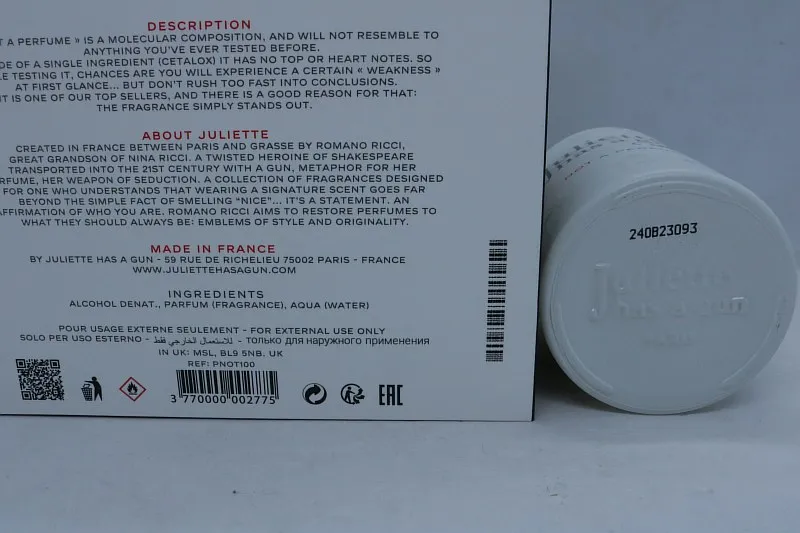 DESCRIPTION
T A PERFUME » IS A MOLECULAR COMPOSITION, AND WILL NOT RESEMBLE TO
ANYTHING YOU'VE EVER TESTED BEFORE.
DE OF A SINGLE INGREDIENT (CETALOX) IT HAS NO TOP OR HEART NOTES. SO
LE TESTING IT, CHANCES ARE YOU WILL EXPERIENCE A CERTAIN « WEAKNESS »
AT FIRST GLANCE... BUT DON'T RUSH TOO FAST INTO CONCLUSIONS.
IT IS ONE OF OUR TOP SELLERS, AND THERE IS A GOOD REASON FOR THAT:
THE FRAGRANCE SIMPLY STANDS OUT.
ABOUT JULIETTE
CREATED IN FRANCE BETWEEN PARIS AND GRASSE BY ROMANO RICCI,
GREAT GRANDSON OF NINA RICCI. A TWISTED HEROINE OF SHAKESPEARE
TRANSPORTED INTO THE 21ST CENTURY WITH A GUN, METAPHOR FOR HER
RFUME, HER WEAPON OF SEDUCTION. A COLLECTION OF FRAGRANCES DESIGNED
FOR ONE WHO UNDERSTANDS THAT WEARING A SIGNATURE SCENT GOES FAR
BEYOND THE SIMPLE FACT OF SMELLING "NICE"... IT'S A STATEMENT. AN
AFFIRMATION OF WHO YOU ARE. ROMANO RICCI AIMS TO RESTORE PERFUMES TO
WHAT THEY SHOULD ALWAYS BE: EMBLEMS OF STYLE AND ORIGINALITY.
MADE IN FRANCE
BY JULIETTE HAS A GUN - 59 RUE DE RICHELIEU 75002 PARIS - FRANCE
WWW.JULIETTEHASAGUN.COM
INGREDIENTS
ALCOHOL DENAT., PARFUM (FRAGRANCE), AQUA (WATER)
POUR USAGE EXTERNE SEULEMENT - FOR EXTERNAL USE ONLY
SOLO PER USO ESTERNO - للاستعمال الخارجي فقط - только для наружного применения
IN UK: MSL, BL9 5NB, UK
REF: PNOT100
3 770000 002775
EAC
240B23093
Juliette
has a gun